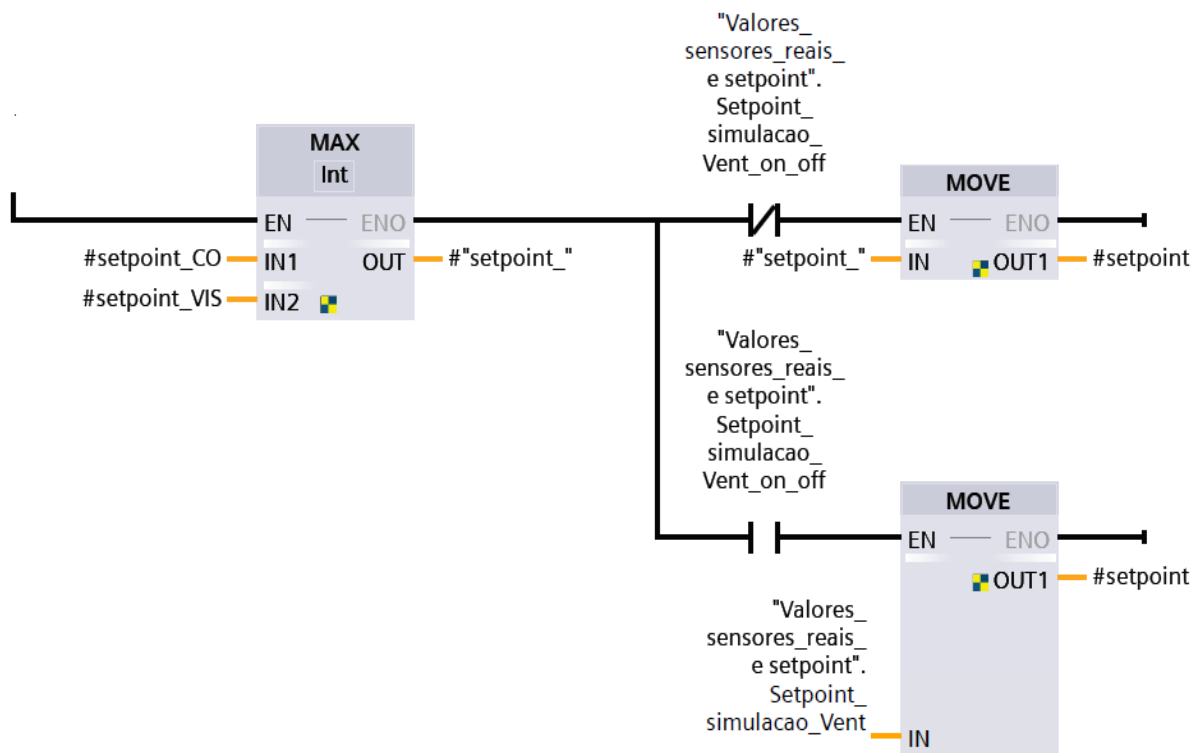 "Valores_
sensores_reais_
e setpoint".
Setpoint_
simulacao_
Vent_on_off
MAX
Int
EN ENO
#setpoint_CO IN1 OUT #"setpoint_"
#setpoint_VIS IN2
MOVE
EN ENO
#"setpoint_" IN OUT1 #setpoint
"Valores_
sensores_reais_
e setpoint".
Setpoint_
simulacao_
Vent_on_off
MOVE
EN ENO
OUT1 #setpoint
"Valores_
sensores_reais_
e setpoint".
Setpoint_
simulacao_Vent
IN